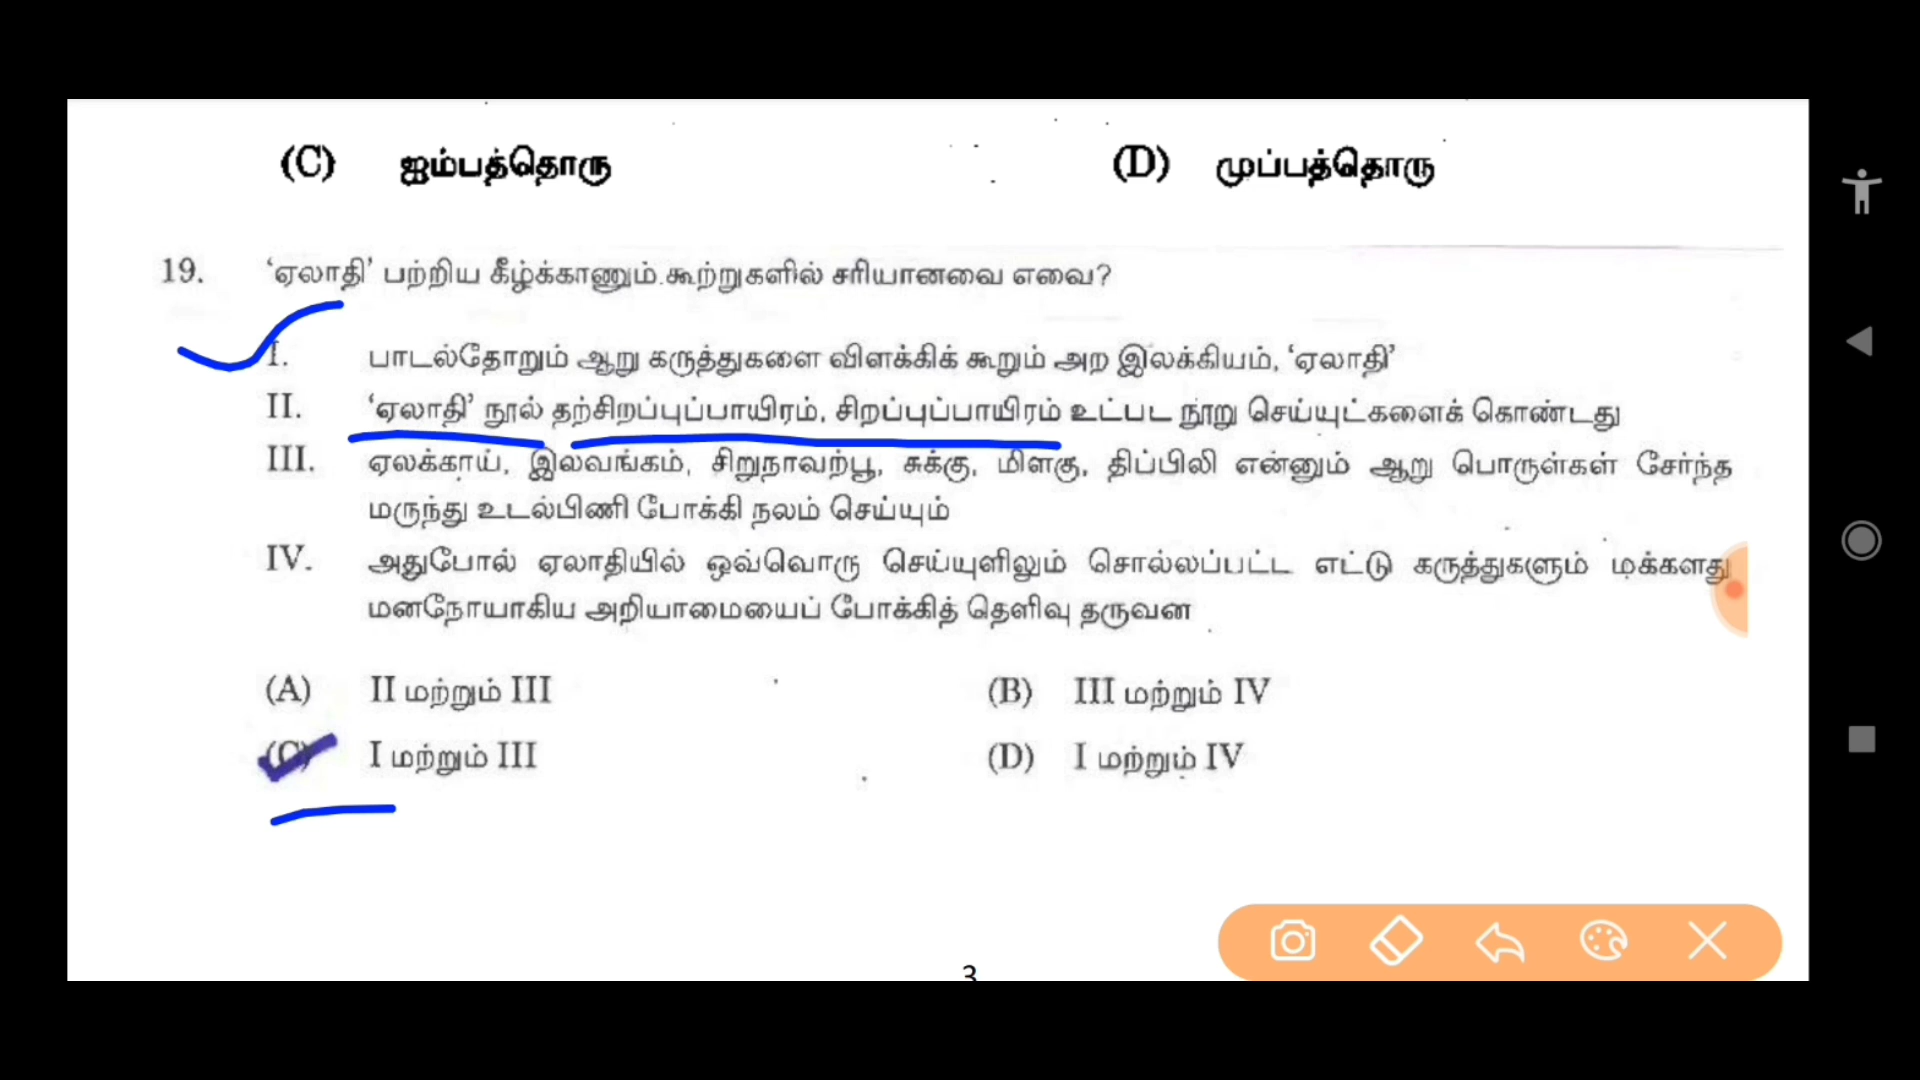 (C) ஐம்பத்தொரு (D) முப்பத்தொரு
19. ‘ஏலாதி’ பற்றிய கீழ்க்காணும் கூற்றுகளில் சரியானவை எவை?
I. பாடல்தோறும் ஆறு கருத்துகளை விளக்கிக் கூறும் அற இலக்கியம், ‘ஏலாதி’
II. ‘ஏலாதி’ நூல் தற்சிறப்புப்பாயிரம், சிறப்புப்பாயிரம் உட்பட நூறு செய்யுட்களைக் கொண்டது
III. ஏலக்காய், இலவங்கம், சிறுநாவற்பூ, சுக்கு, மிளகு, திப்பிலி என்னும் ஆறு பொருள்கள் சேர்ந்த
மருந்து உடல்பிணி போக்கி நலம் செய்யும்
IV. அதுபோல் ஏலாதியில் ஒவ்வொரு செய்யுளிலும் சொல்லப்பட்ட எட்டு கருத்துகளும் மக்களது
மனநோயாகிய அறியாமையைப் போக்கித் தெளிவு தருவன
(A) II மற்றும் III (B) III மற்றும் IV
(C) I மற்றும் III (D) I மற்றும் IV
3